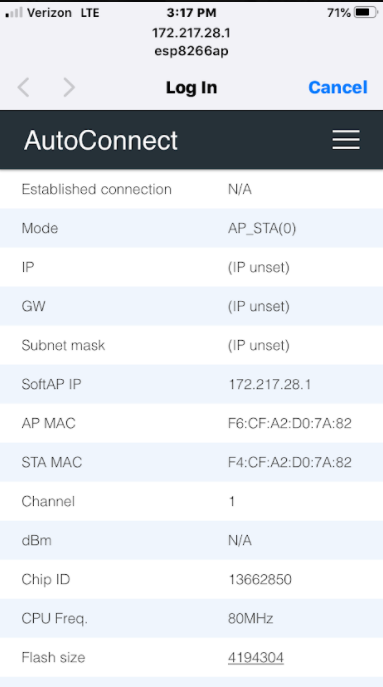 Verizon LTE 3:17 PM 71%
172.217.28.1
esp8266ap
Log In Cancel
AutoConnect
Established connection N/A
Mode AP_STA(0)
IP (IP unset)
GW (IP unset)
Subnet mask (IP unset)
SoftAP IP 172.217.28.1
AP MAC F6:CF:A2:D0:7A:82
STA MAC F4:CF:A2:D0:7A:82
Channel 1
dBm N/A
Chip ID 13662850
CPU Freq. 80MHz
Flash size 4194304